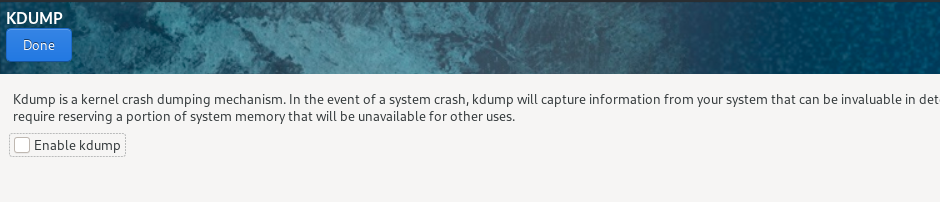 KDUMP
Done
Kdump is a kernel crash dumping mechanism. In the event of a system crash, kdump will capture information from your system that can be invaluable in
require reserving a portion of system memory that will be unavailable for other uses.
Enable kdump